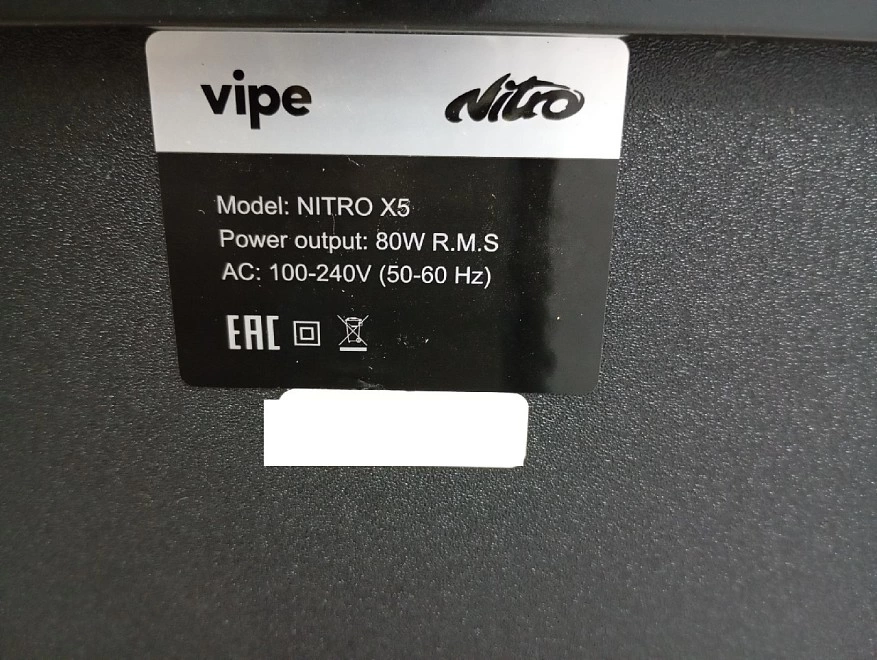 vipe Nitro
Model: NITRO X5
Power output: 80W R.M.S
AC: 100-240V (50-60 Hz)
EAC